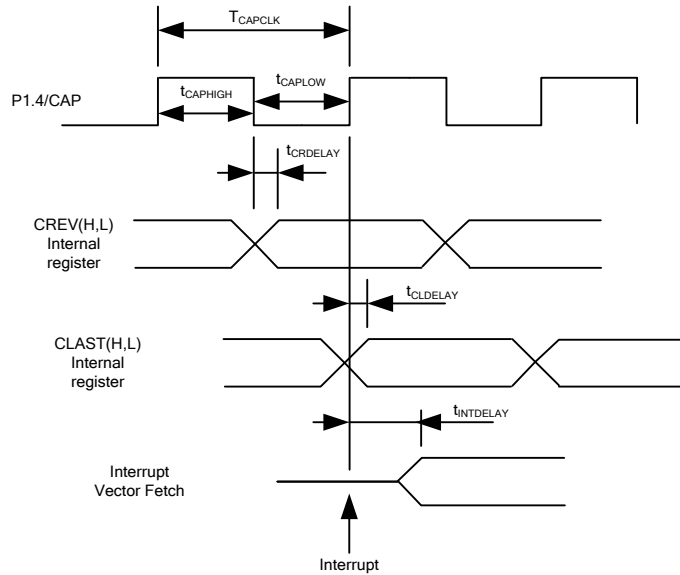 TCAPCLK
P1.4/CAP
tCAPHIGH
tCAPLOW
tCRDELAY
CREV(H,L)
Internal
register
tCLDELAY
CLAST(H,L)
Internal
register
tINTDELAY
Interrupt
Vector Fetch
Interrupt